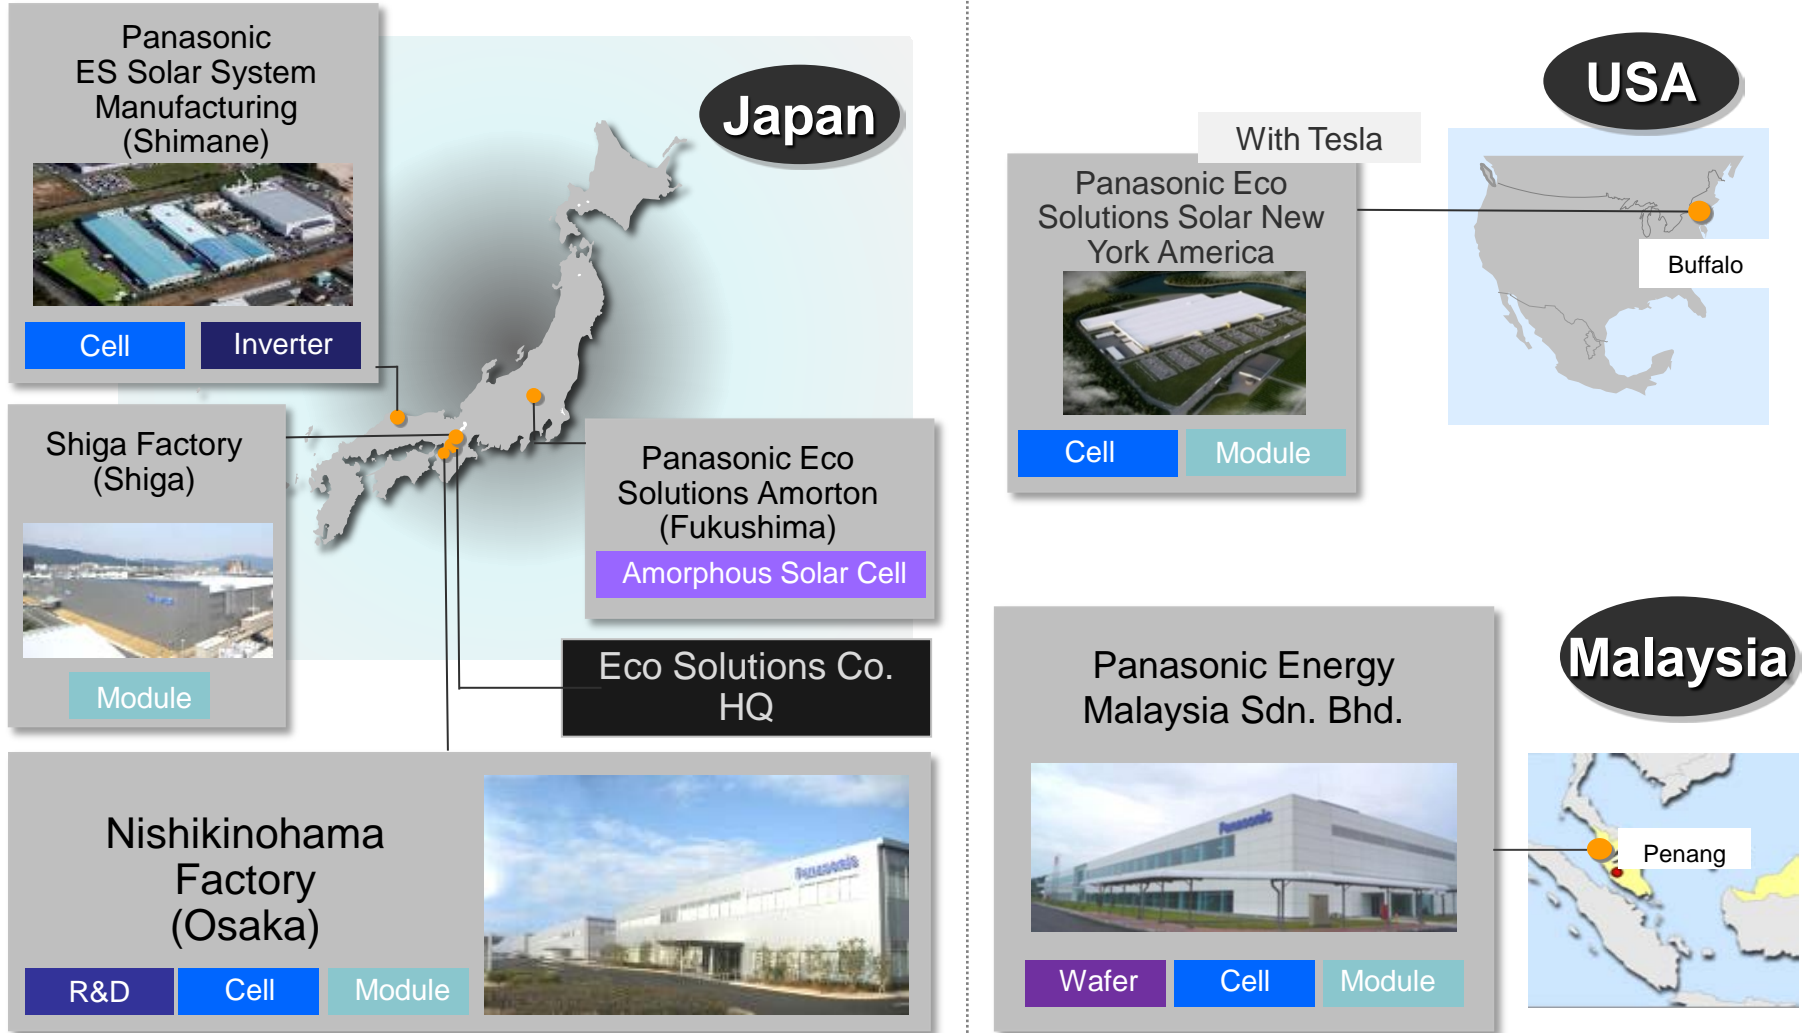 Panasonic
ES Solar System
Manufacturing
(Shimane)
Cell
Inverter
Japan
Shiga Factory
(Shiga)
Module
Panasonic Eco
Solutions Amorton
(Fukushima)
Amorphous Solar Cell
Eco Solutions Co.
HQ
Nishikinohama
Factory
(Osaka)
Panasonic
R&D
Cell
Module
USA
With Tesla
Panasonic Eco
Solutions Solar New
York America
Buffalo
Cell
Module
Malaysia
Panasonic Energy
Malaysia Sdn. Bhd.
Panasonic
Penang
Wafer
Cell
Module